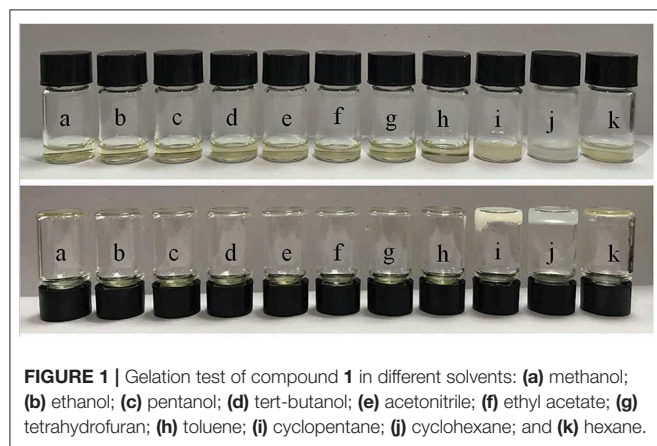 a b c d e f g h i j k
a b c d e f g h i j k
FIGURE 1 | Gelation test of compound 1 in different solvents: (a) methanol;
(b) ethanol; (c) pentanol; (d) tert-butanol; (e) acetonitrile; (f) ethyl acetate; (g)
tetrahydrofuran; (h) toluene; (i) cyclopentane; (j) cyclohexane; and (k) hexane.